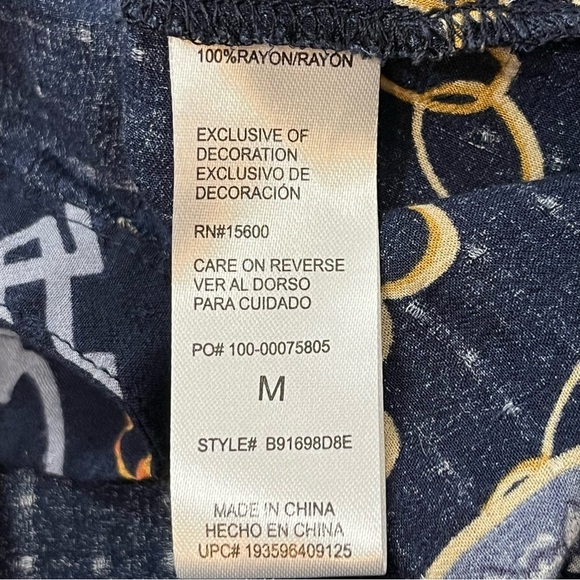 100%RAYON/RAYON
EXCLUSIVE OF
DECORATION
EXCLUSIVO DE
DECORACIÓN
RN#15600
CARE ON REVERSE
VER AL DORSO
PARA CUIDADO
PO# 100-00075805
M
STYLE# B91698D8E
MADE IN CHINA
HECHO EN CHINA
UPC# 193596409125